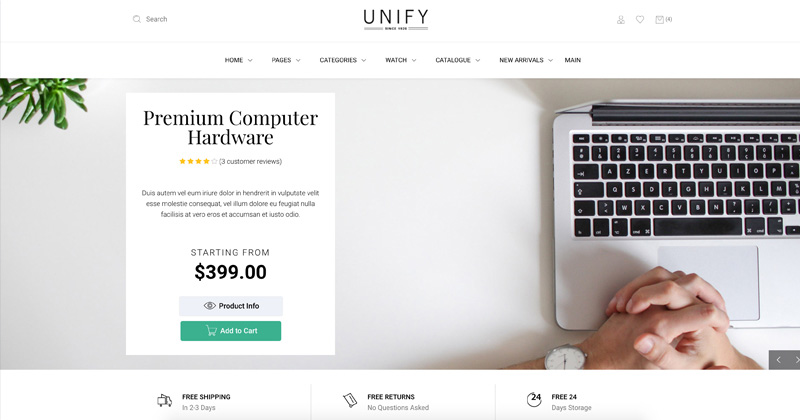 Search
UNIFY
SINCE 1926
(4)
HOME PAGES CATEGORIES WATCH CATALOGUE NEW ARRIVALS MAIN
Premium Computer
Hardware
(3 customer reviews)
Duis autem vel eum iriure dolor in hendrerit in vulputate velit
esse molestie consequat, vel illum dolore eu feugiat nulla
facilisis at vero eros et accumsan et iusto odio.
STARTING FROM
$399.00
Product Info
Add to Cart
FREE SHIPPING
In 2-3 Days
FREE RETURNS
No Questions Asked
24
FREE 24
Days Storage